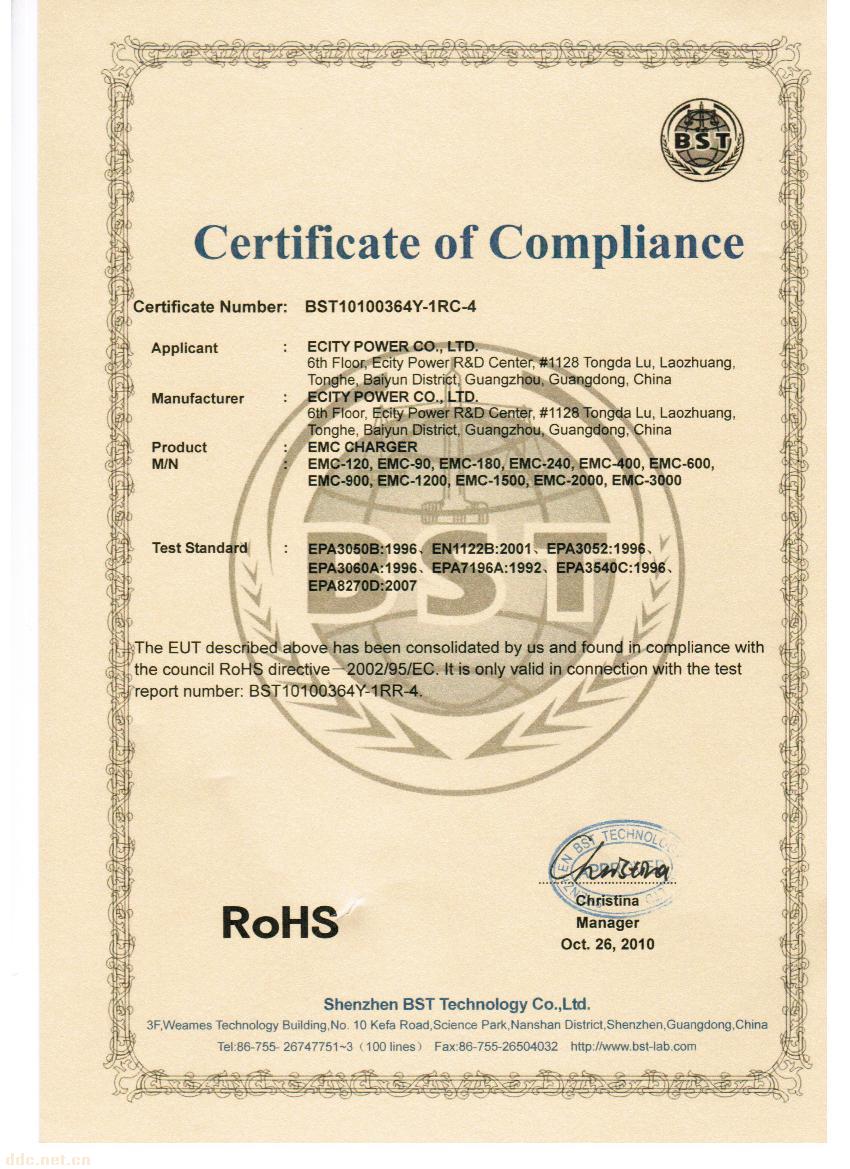 BST
Certificate of Compliance
Certificate Number: BST10100364Y-1RC-4
Applicant : ECITY POWER CO., LTD.
6th Floor, Ecity Power R&D Center, #1128 Tongda Lu, Laozhuang,
Tonghe, Baiyun District, Guangzhou, Guangdong, China
Manufacturer : ECITY POWER CO., LTD.
6th Floor, Ecity Power R&D Center, #1128 Tongda Lu, Laozhuang,
Tonghe, Baiyun District, Guangzhou, Guangdong, China
Product : EMC CHARGER
M/N : EMC-120, EMC-90, EMC-180, EMC-240, EMC-400, EMC-600,
EMC-900, EMC-1200, EMC-1500, EMC-2000, EMC-3000
BST
Test Standard : EPA3050B:1996、EN1122B:2001、EPA3052:1996、
EPA3060A:1996、EPA7196A:1992、EPA3540C:1996、
EPA8270D:2007
The EUT described above has been consolidated by us and found in compliance with
the council RoHS directive—2002/95/EC. It is only valid in connection with the test
report number: BST10100364Y-1RR-4.
BST TECHNOLO
Christina
Christina
Manager
RoHS
Oct. 26, 2010
Shenzhen BST Technology Co.,Ltd.
3F,Weames Technology Building,No. 10 Kefa Road,Science Park,Nanshan District,Shenzhen,Guangdong,China
Tel:86-755- 26747751~3（100 lines） Fax:86-755-26504032 http://www.bst-lab.com
ddc.net.cn